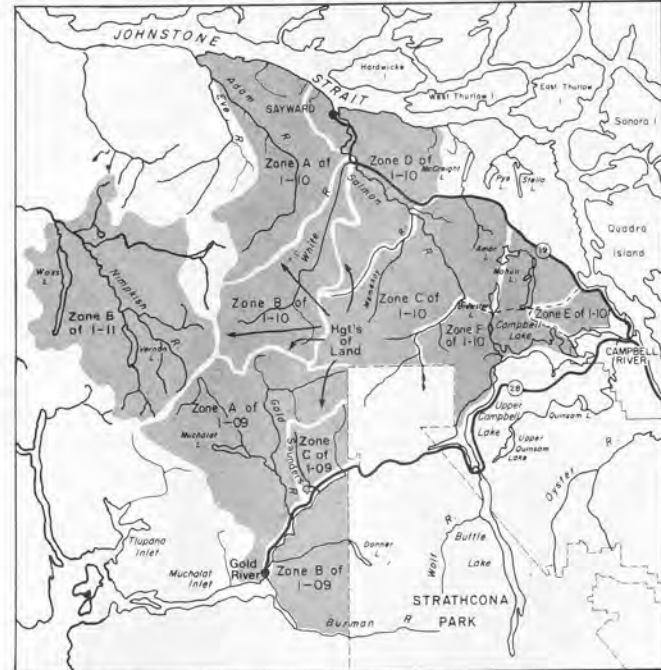 JOHNSTONE
STRAIT
Hardwicke
I
West Thurlow I
East Thurlow
I
Sonora I
Adam
R
Eve
R
SAYWARD
Zone A of
1-10
Zone D of
1-10
McCreight
L
Pye
L
Stella
L
Salmon
R
Quadra
Island
19
White
R
Amor
L
Mohun
L
Woss
L
Nimpkish
R
Zone B
of 1-11
Vernon
L
Zone B of
1-10
Memekay
R
Zone C of
1-10
Brewster
L
Zone E of 1-10
Zone F
of 1-10
Campbell
Lake
CAMPBELL
RIVER
Hgt's
of
Land
28
Zone A of
1-09
Gold
R
Muchalat
L
Saunders
Zone
C of
1-09
Upper
Campbell
Lake
Quinsam L
Upper
Quinsam
Lake
Oyster
R
Tlupana
Inlet
Donner
L
Wolf
R
Buttle
Lake
Muchalat
Inlet
Gold
River
Zone B of
1-09
STRATHCONA
PARK
Burman
R